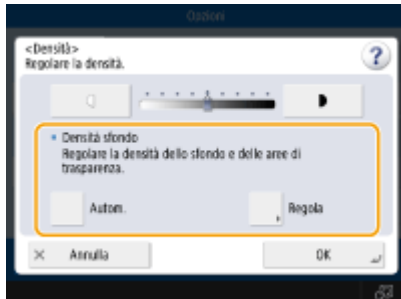 Opzioni
<Densità>
Regolare la densità.
?
Densità sfondo
Regolare la densità dello sfondo e delle aree di
trasparenza.
Autom.
Regola
Annulla
OK